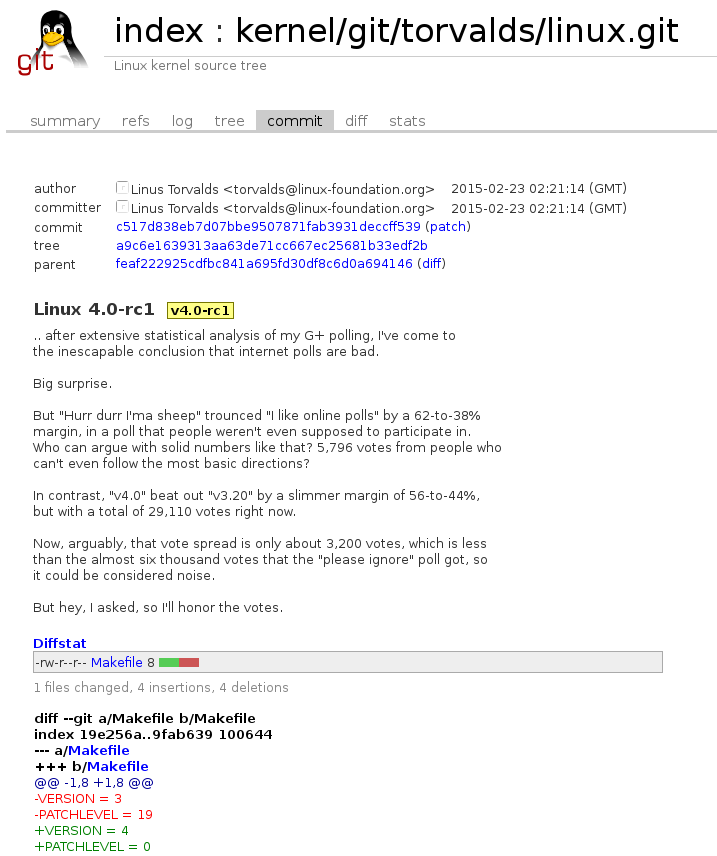 git
index : kernel/git/torvalds/linux.git
Linux kernel source tree
summary refs log tree commit diff stats
author Linus Torvalds <torvalds@linux-foundation.org> 2015-02-23 02:21:14 (GMT)
committer Linus Torvalds <torvalds@linux-foundation.org> 2015-02-23 02:21:14 (GMT)
commit c517d838eb7d07bbe9507871fab3931deccff539 (patch)
tree a9c6e1639313aa63de71cc667ec25681b33edf2b
parent feaf222925cdfbc841a695fd30df8c6d0a694146 (diff)
Linux 4.0-rc1 v4.0-rc1
.. after extensive statistical analysis of my G+ polling, I've come to
the inescapable conclusion that internet polls are bad.
Big surprise.
But "Hurr durr I'ma sheep" trounced "I like online polls" by a 62-to-38%
margin, in a poll that people weren't even supposed to participate in.
Who can argue with solid numbers like that? 5,796 votes from people who
can't even follow the most basic directions?
In contrast, "v4.0" beat out "v3.20" by a slimmer margin of 56-to-44%,
but with a total of 29,110 votes right now.
Now, arguably, that vote spread is only about 3,200 votes, which is less
than the almost six thousand votes that the "please ignore" poll got, so
it could be considered noise.
But hey, I asked, so I'll honor the votes.
Diffstat
-rw-r--r-- Makefile 8
1 files changed, 4 insertions, 4 deletions
diff --git a/Makefile b/Makefile
index 19e256a..9fab639 100644
--- a/Makefile
+++ b/Makefile
@@ -1,8 +1,8 @@
-VERSION = 3
-PATCHLEVEL = 19
+VERSION = 4
+PATCHLEVEL = 0